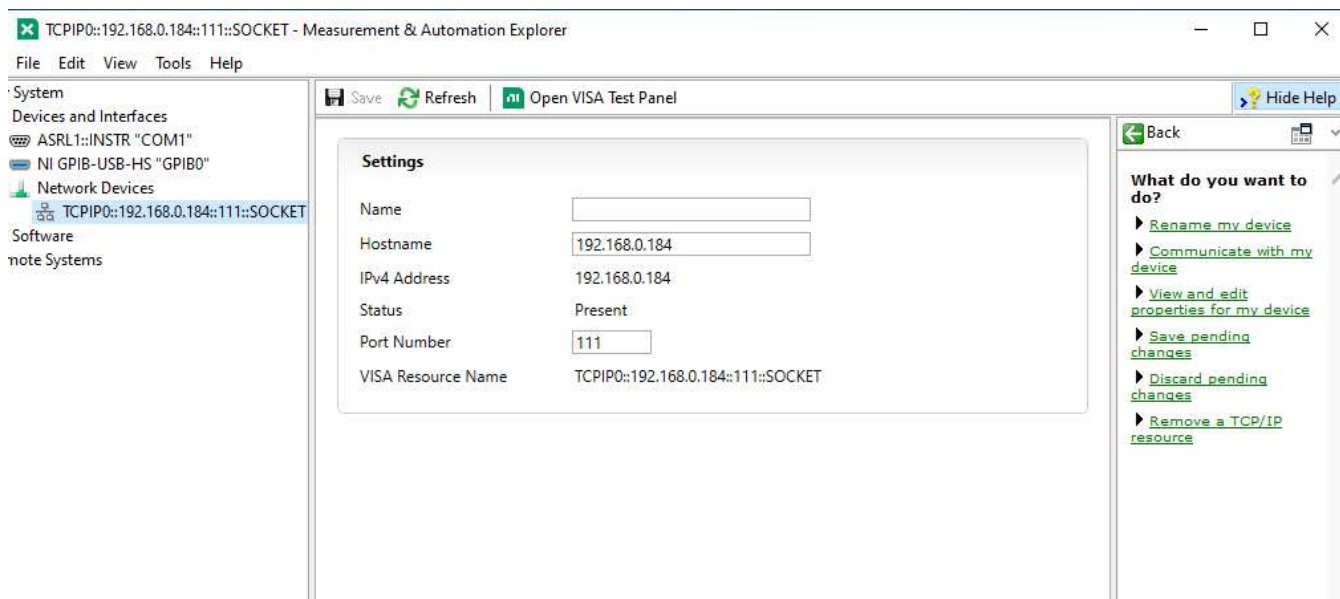 TCPIP0::192.168.0.184::111::SOCKET - Measurement & Automation Explorer
File Edit View Tools Help
System
Devices and Interfaces
ASRL1::INSTR "COM1"
NI GPIB-USB-HS "GPIB0"
Network Devices
TCPIP0::192.168.0.184::111::SOCKET
Software
mote Systems
Save Refresh Open VISA Test Panel
Hide Help
Settings
Name
Hostname 192.168.0.184
IPv4 Address 192.168.0.184
Status Present
Port Number 111
VISA Resource Name TCPIP0::192.168.0.184::111::SOCKET
Back
What do you want to
do?
Rename my device
Communicate with my
device
View and edit
properties for my device
Save pending
changes
Discard pending
changes
Remove a TCP/IP
resource